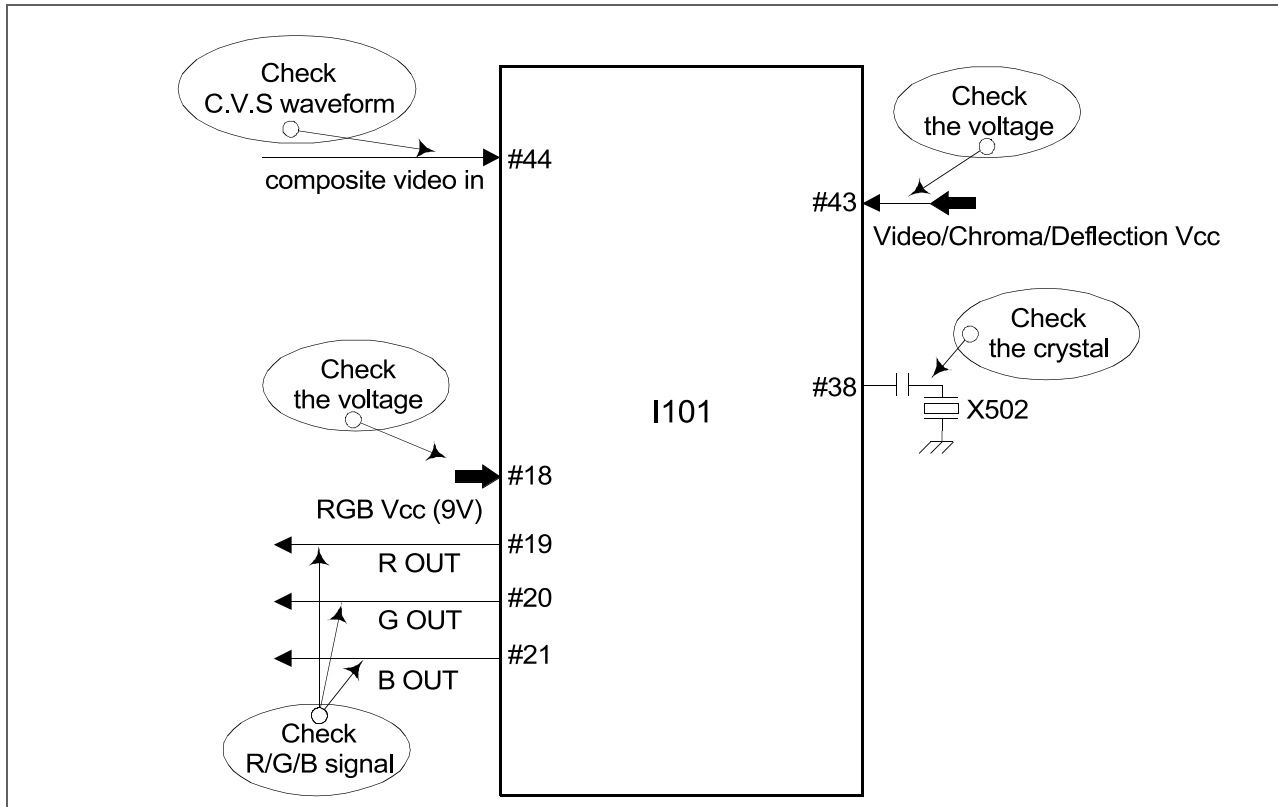 Check
C.V.S waveform
composite video in
#44
Check
the voltage
#43
Video/Chroma/Deflection Vcc
Check
the crystal
#38
X502
I101
Check
the voltage
#18
RGB Vcc (9V)
#19
R OUT
#20
G OUT
#21
B OUT
Check
R/G/B signal